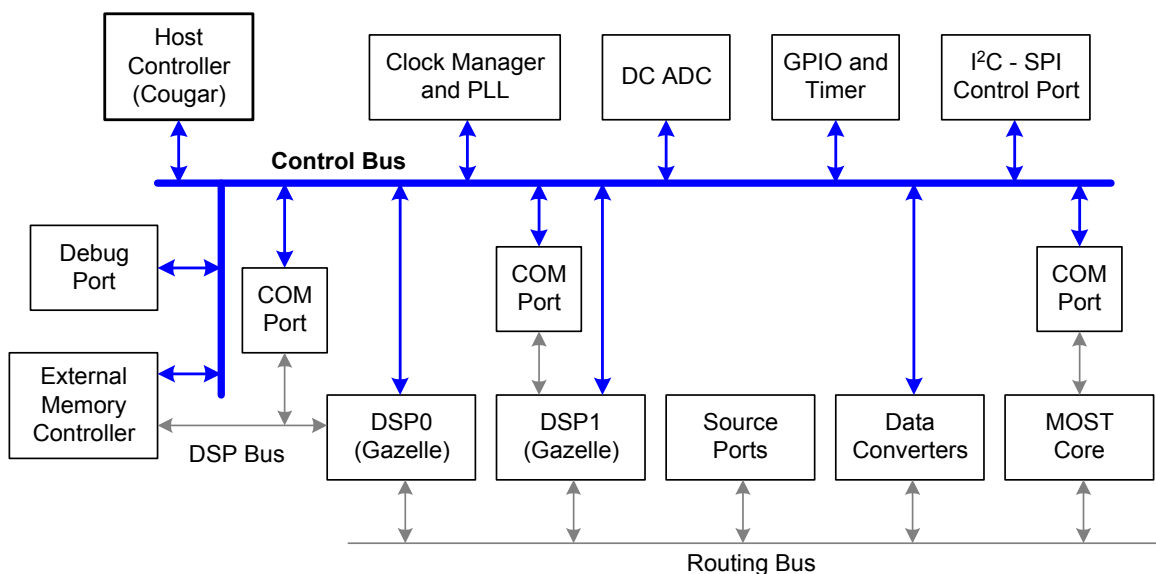 Host
Controller
(Cougar)
Clock Manager
and PLL
DC ADC
GPIO and
Timer
I²C - SPI
Control Port
Control Bus
Debug
Port
COM
Port
COM
Port
COM
Port
External
Memory
Controller
DSP Bus
DSP0
(Gazelle)
DSP1
(Gazelle)
Source
Ports
Data
Converters
MOST
Core
Routing Bus